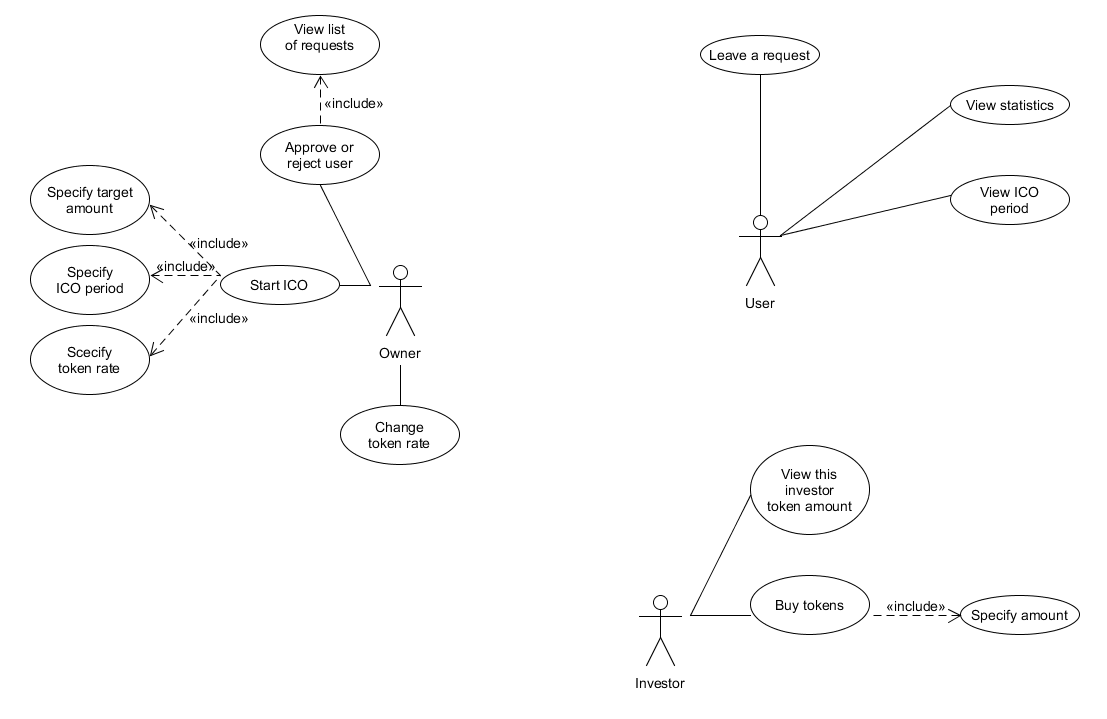 View list
of requests
«include»
Approve or
reject user
Specify target
amount
«include»
«include»
Specify
ICO period
Start ICO
«include»
Scecify
token rate
Owner
Change
token rate
Leave a request
View statistics
View ICO
period
User
View this
investor
token amount
Buy tokens
«include»
Specify amount
Investor